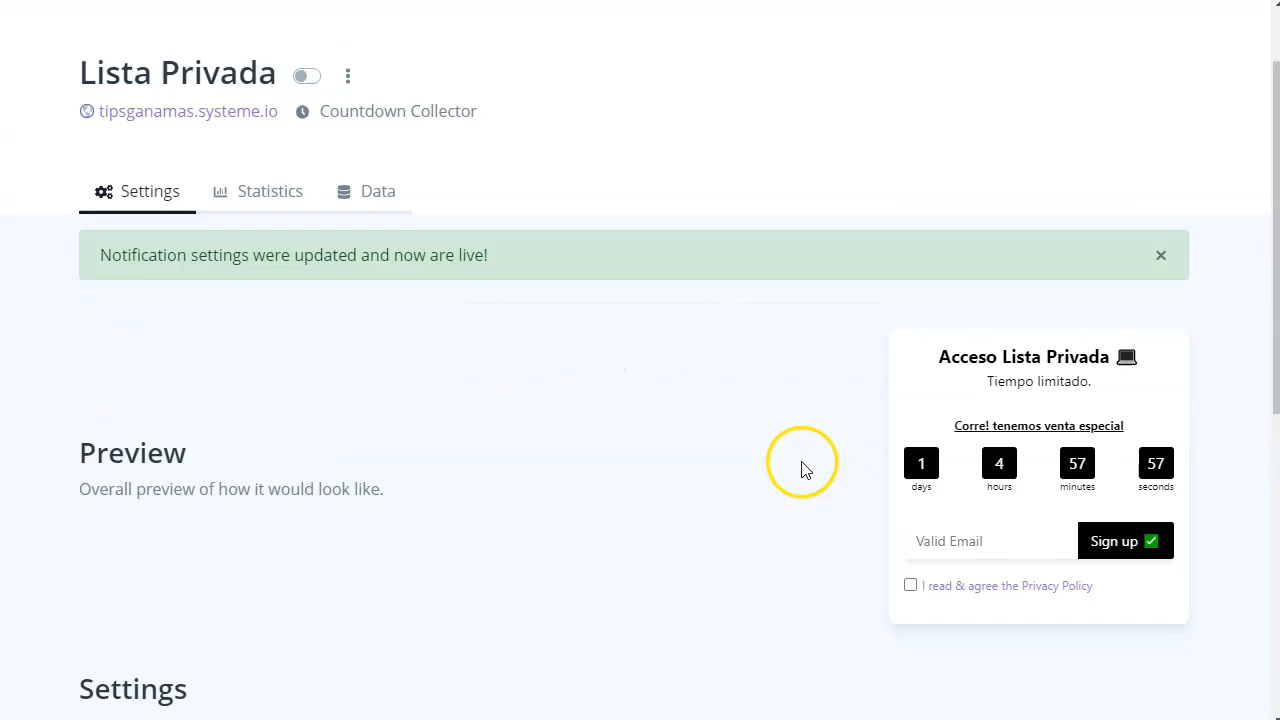 Lista Privada
tipsganamas.systeme.io Countdown Collector
Settings Statistics Data
Notification settings were updated and now are live! ×
Acceso Lista Privada 💻
Tiempo limitado.
Corre! tenemos venta especial
1 4 57 57
days hours minutes seconds
Preview
Overall preview of how it would look like.
Valid Email Sign up ✅
I read & agree the Privacy Policy
Settings